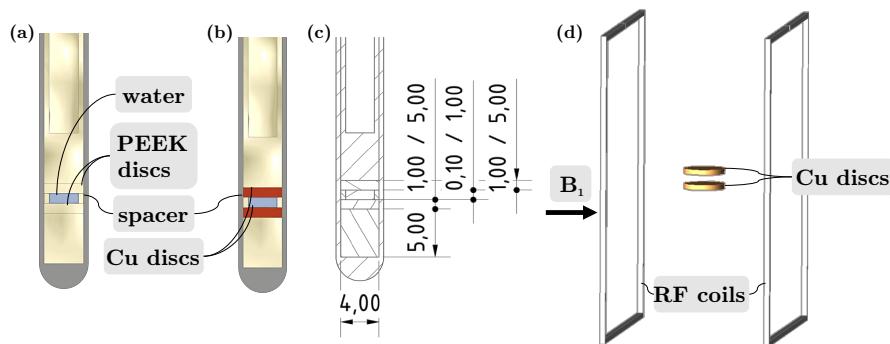 (a)
(b)
(c)
(d)
water
PEEK
discs
spacer
Cu discs
1,00 / 5,00
0,10 / 1,00
1,00 / 5,00
5,00
4,00
B₁
Cu discs
RF coils